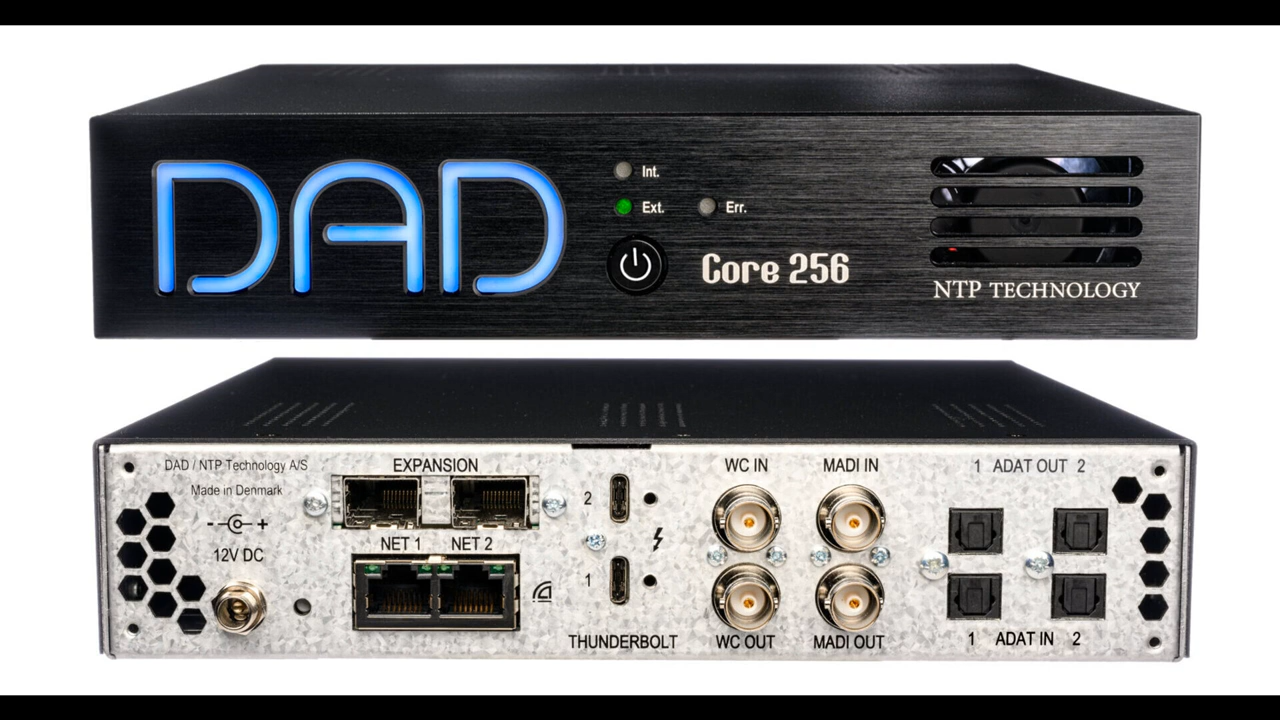 DAD
Int.
Ext.
Err.
Core 256
NTP TECHNOLOGY
DAD / NTP Technology A/S
Made in Denmark
- +
12V DC
EXPANSION
NET 1 NET 2
2
1
THUNDERBOLT
WC IN
MADI IN
WC OUT
MADI OUT
1 ADAT OUT 2
1 ADAT IN 2